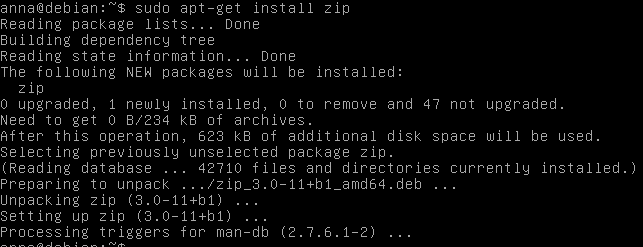 anna@debian:~$ sudo apt-get install zip
Reading package lists... Done
Building dependency tree
Reading state information... Done
The following NEW packages will be installed:
  zip
0 upgraded, 1 newly installed, 0 to remove and 47 not upgraded.
Need to get 0 B/234 kB of archives.
After this operation, 623 kB of additional disk space will be used.
Selecting previously unselected package zip.
(Reading database ... 42710 files and directories currently installed.)
Preparing to unpack .../zip_3.0-11+b1_amd64.deb ...
Unpacking zip (3.0-11+b1) ...
Setting up zip (3.0-11+b1) ...
Processing triggers for man-db (2.7.6.1-2) ...
anna@debian:~$